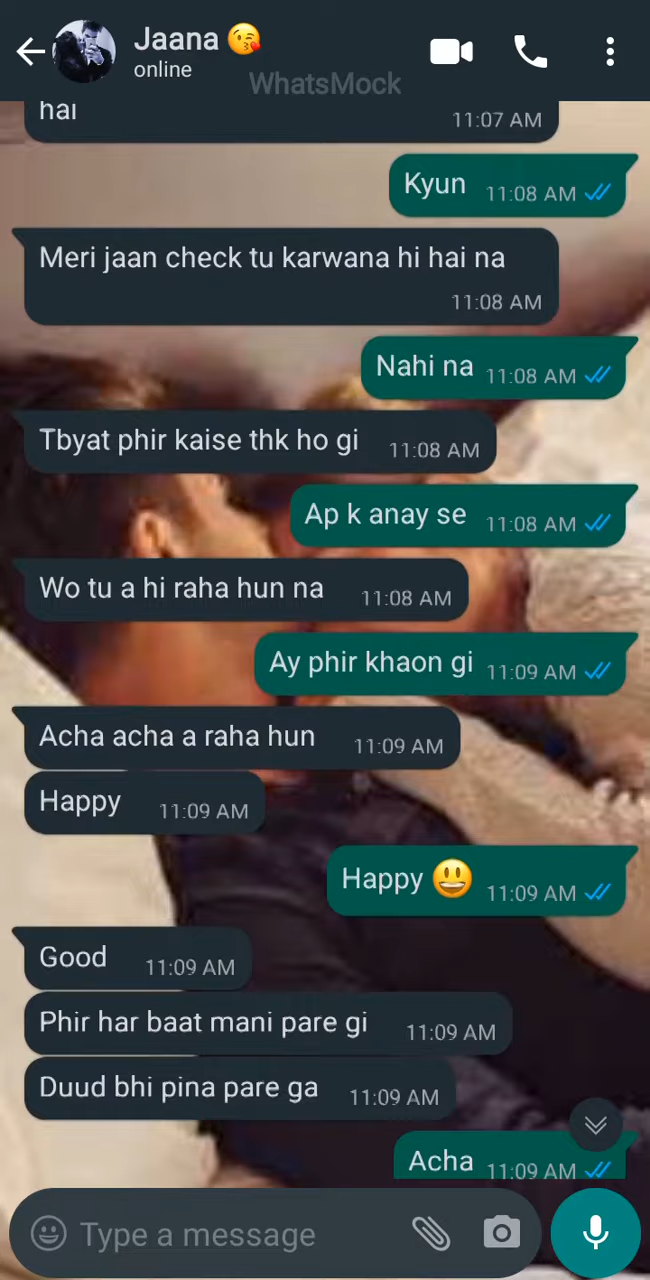 Jaana 😘
online
WhatsMock
hai
11:07 AM
Kyun 11:08 AM
Meri jaan check tu karwana hi hai na
11:08 AM
Nahi na 11:08 AM
Tbyat phir kaise thk ho gi 11:08 AM
Ap k anay se 11:08 AM
Wo tu a hi raha hun na 11:08 AM
Ay phir khaon gi 11:09 AM
Acha acha a raha hun 11:09 AM
Happy 11:09 AM
Happy 😃 11:09 AM
Good 11:09 AM
Phir har baat mani pare gi 11:09 AM
Duud bhi pina pare ga 11:09 AM
Acha 11:09 AM
Type a message